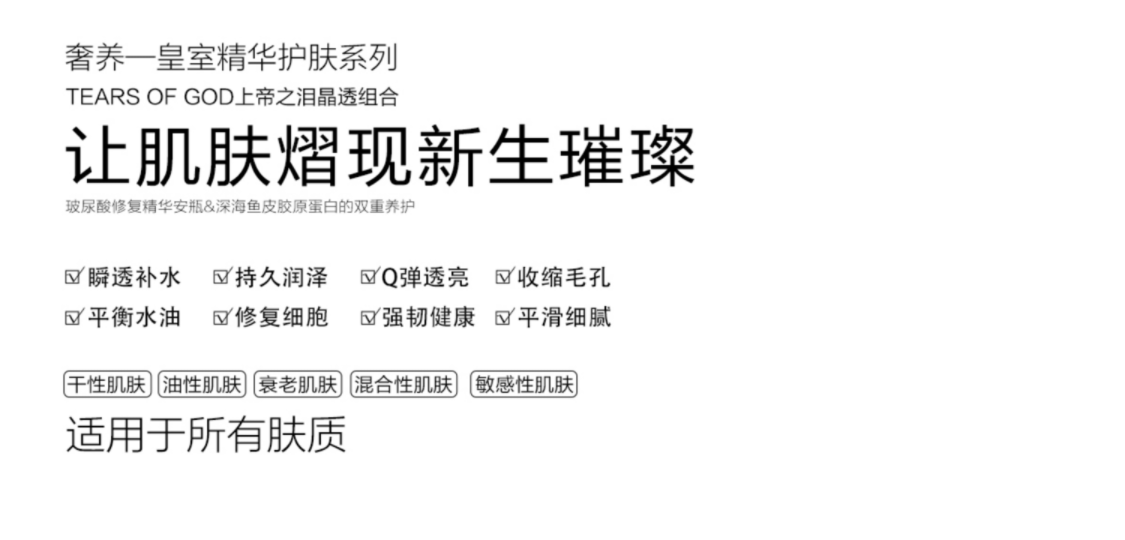 奢养—皇室精华护肤系列
TEARS OF GOD上帝之泪晶透组合
让肌肤熠现新生璀璨
玻尿酸修复精华安瓶&深海鱼皮胶原蛋白的双重养护
☑瞬透补水 ☑持久润泽 ☑Q弹透亮 ☑收缩毛孔
☑平衡水油 ☑修复细胞 ☑强韧健康 ☑平滑细腻
干性肌肤 油性肌肤 衰老肌肤 混合性肌肤 敏感性肌肤
适用于所有肤质